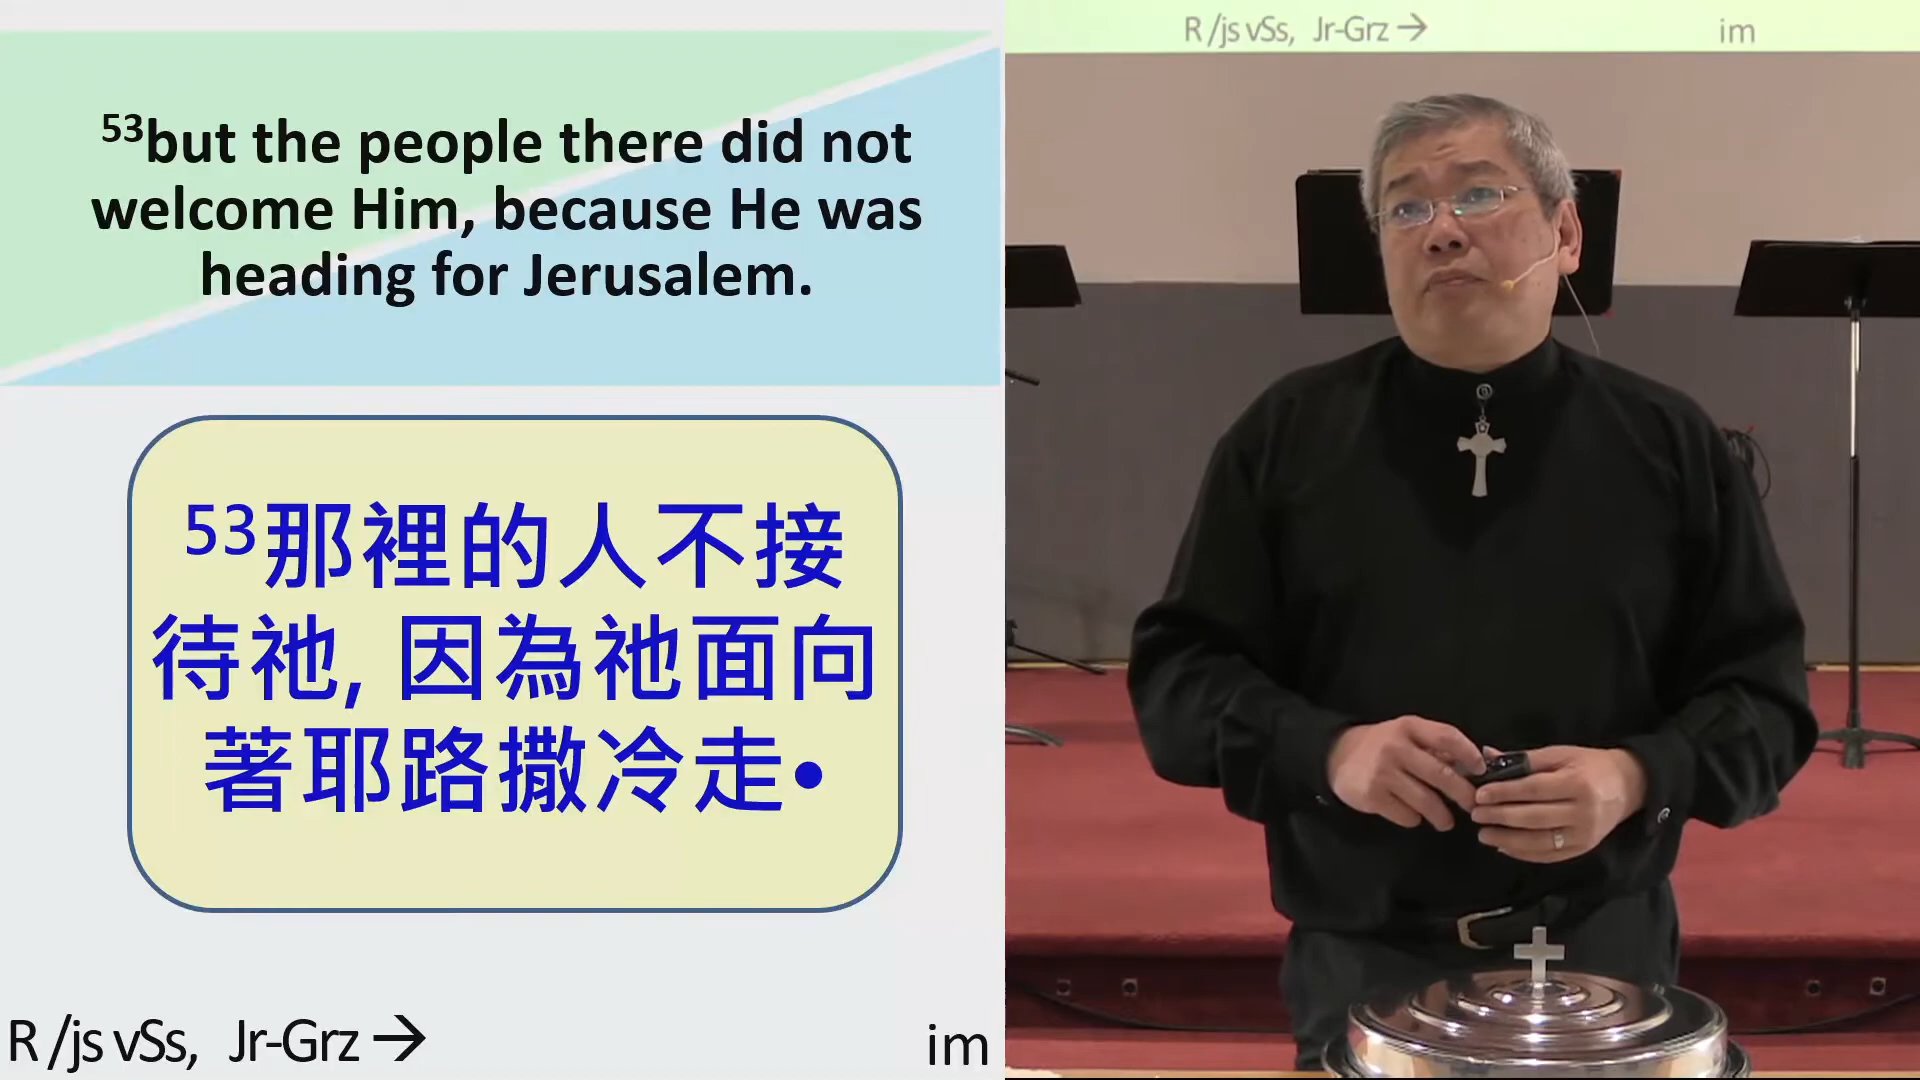 53but the people there did not
welcome Him, because He was
heading for Jerusalem.
53那裡的人不接
待祂, 因為祂面向
著耶路撒冷走•
R /js vSs, Jr-Grz → im
R /js vSs, Jr-Grz → im